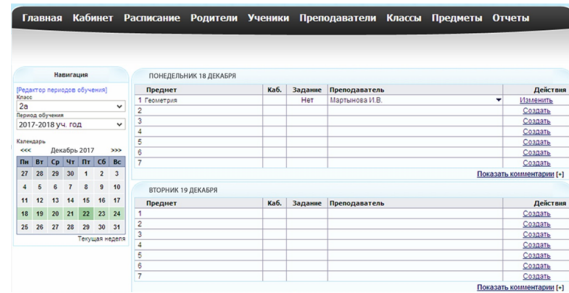 Главная Кабинет Расписание Родители Ученики Преподаватели Классы Предметы Отчеты
Навигация
[Редактор периодов обучения]
Класс
2а
Период обучения
2017-2018 уч. год
Календарь
<<< Декабрь 2017 >>>
Пн Вт Ср Чт Пт Сб Вс
27 28 29 30 1 2 3
4 5 6 7 8 9 10
11 12 13 14 15 16 17
18 19 20 21 22 23 24
25 26 27 28 29 30 31
Текущая неделя
ПОНЕДЕЛЬНИК 18 ДЕКАБРЯ
Предмет Каб. Задание Преподаватель Действия
1 Геометрия Нет Мартынова И.В. Изменить
2 Создать
3 Создать
4 Создать
5 Создать
6 Создать
7 Создать
Показать комментарии [+]
ВТОРНИК 19 ДЕКАБРЯ
Предмет Каб. Задание Преподаватель Действия
1 Создать
2 Создать
3 Создать
4 Создать
5 Создать
6 Создать
7 Создать
Показать комментарии [+]